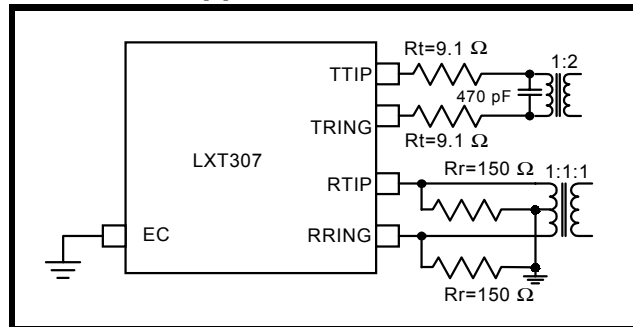 Rt=9.1 Ω
1:2
TTIP
470 pF
TRING
Rt=9.1 Ω
LXT307
Rr=150 Ω
1:1:1
RTIP
EC
RRING
Rr=150 Ω